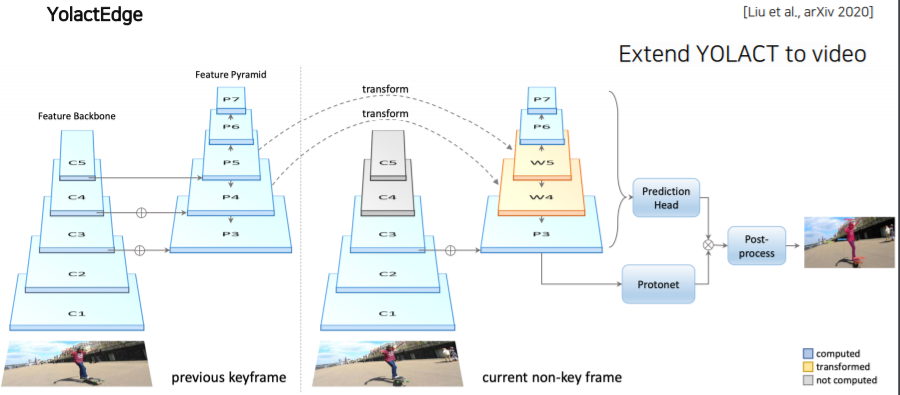 YolactEdge
[Liu et al., arXiv 2020]
Extend YOLACT to video
Feature Pyramid
Feature Backbone
P7
P6
P5
P4
P3
C5
C4
C3
C2
C1
previous keyframe
transform
transform
C5
C4
C3
C2
C1
P7
P6
W5
W4
P3
current non-key frame
Prediction
Head
Protonet
Post-
process
computed
transformed
not computed